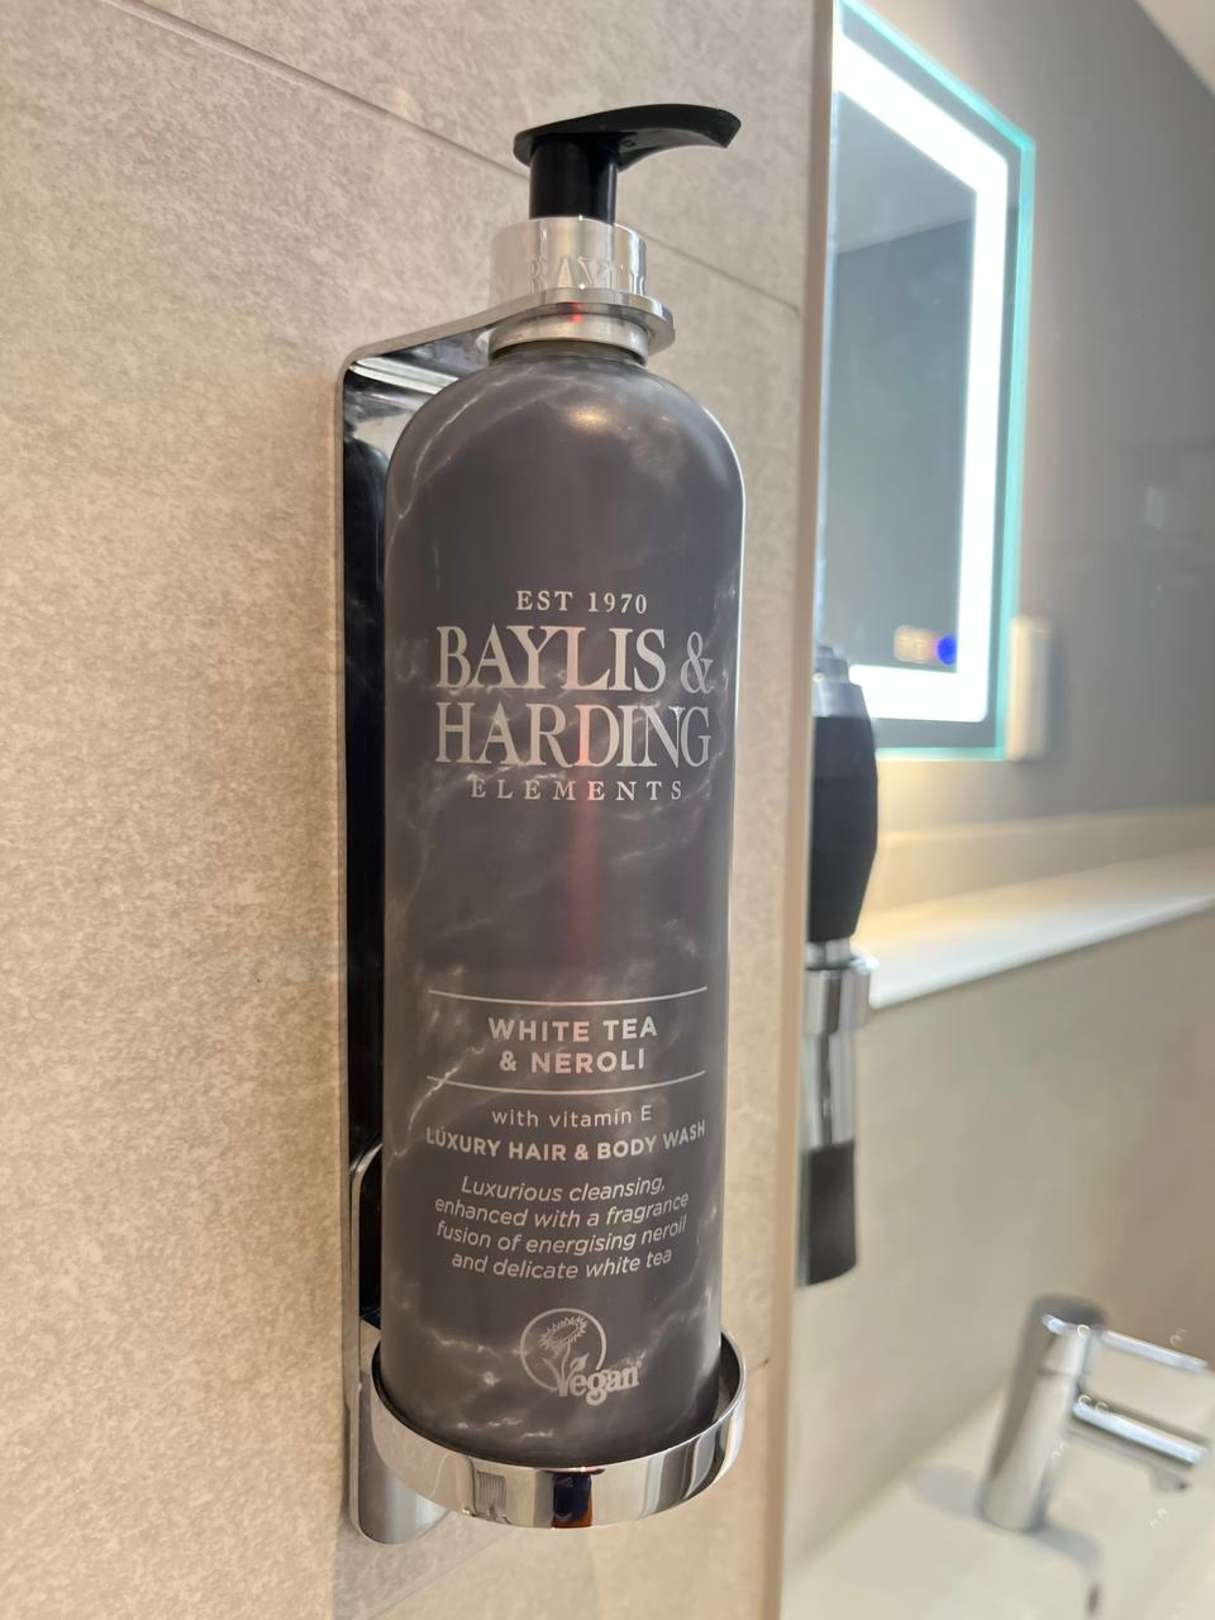 EST 1970
BAYLIS &
HARDING
ELEMENTS
WHITE TEA
& NEROLI
with vitamin E
LUXURY HAIR & BODY WASH
Luxurious cleansing,
enhanced with a fragrance
fusion of energising neroli
and delicate white tea
Vegan